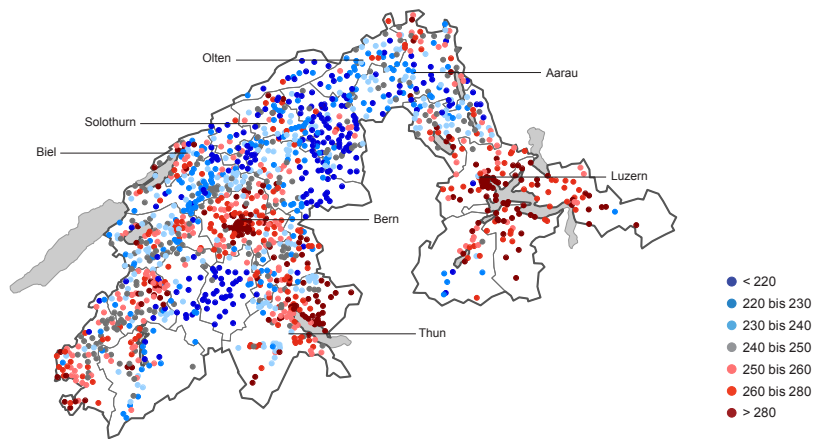 Olten
Aarau
Solothurn
Biel
Luzern
Bern
Thun
< 220
220 bis 230
230 bis 240
240 bis 250
250 bis 260
260 bis 280
> 280